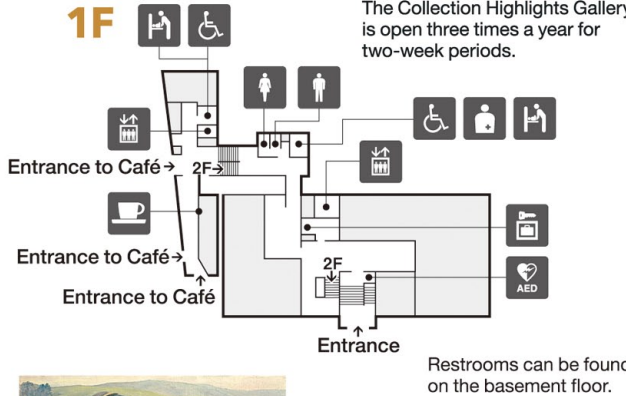 1F
The Collection Highlights Gallery
is open three times a year for
two-week periods.
Entrance to Café
2F
Entrance to Café
Entrance to Café
2F
AED
Entrance
Restrooms can be found
on the basement floor.